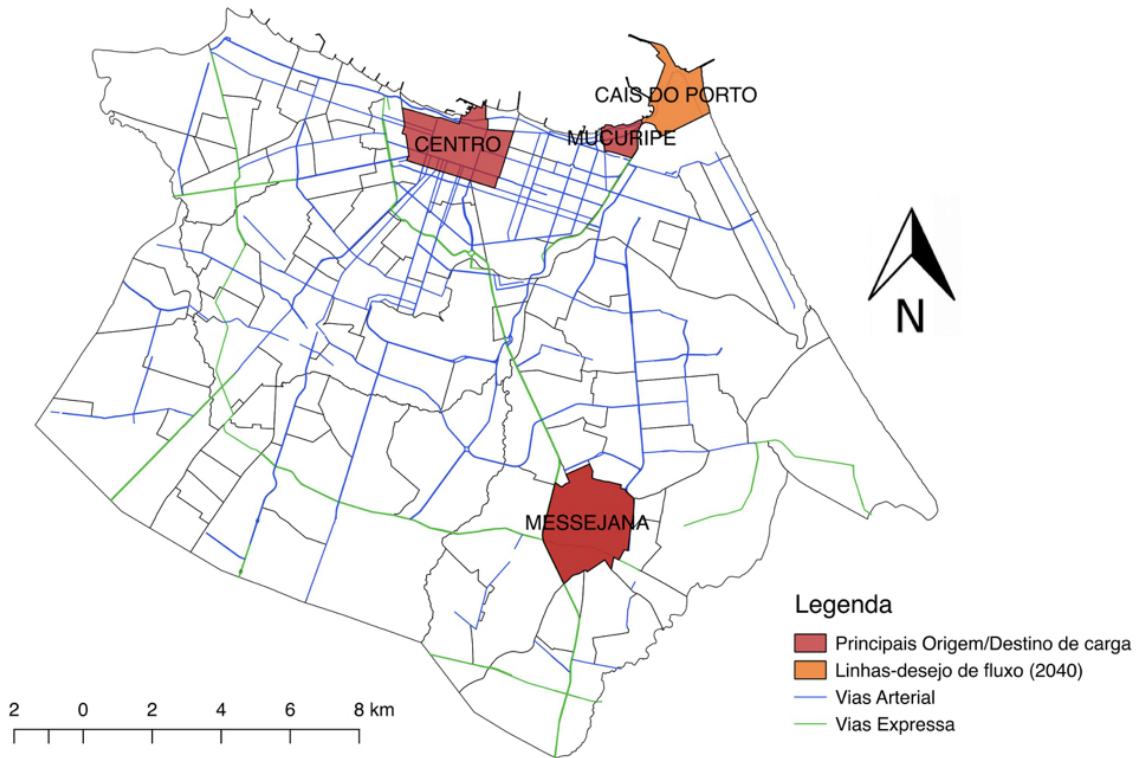 CAIS DO PORTO
MUCURIPE
CENTRO
N
MESSEJANA
Legenda
Principais Origem/Destino de carga
Linhas-desejo de fluxo (2040)
Vias Arterial
Vias Expressa
2 0 2 4 6 8 km